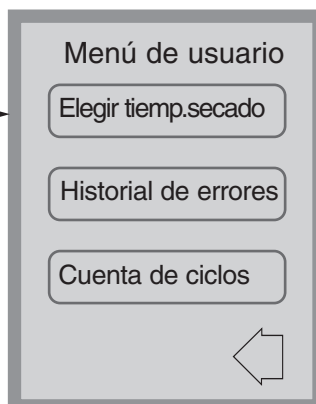 Menú de usuario
Elegir tiemp.secado
Historial de errores
Cuenta de ciclos